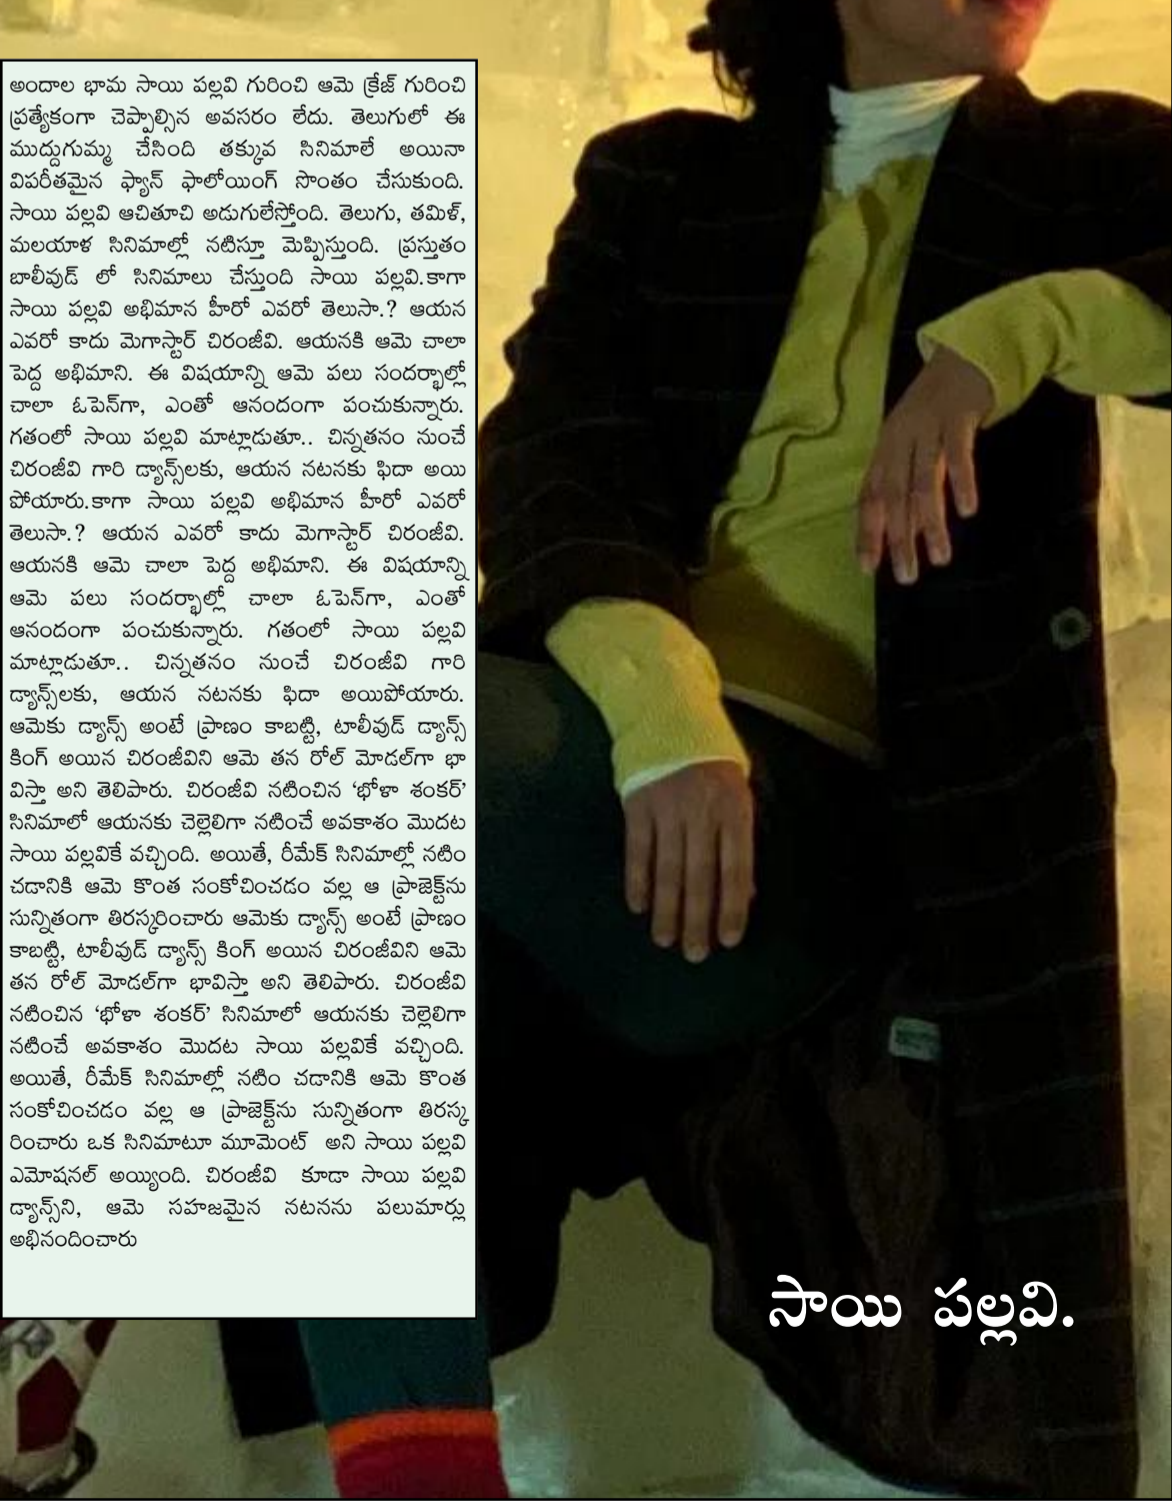 అందాల భామ సాయి పల్లవి గురించి ఆమె క్రేజ్ గురించి
ప్రత్యేకంగా చెప్పాల్సిన అవసరం లేదు. తెలుగులో ఈ
ముద్దుగుమ్మ చేసింది తక్కువ సినిమాలే అయినా
విపరీతమైన ఫ్యాన్ ఫాలోయింగ్ సొంతం చేసుకుంది.
సాయి పల్లవి ఆచితూచి అడుగులేస్తోంది. తెలుగు, తమిళ్,
మలయాళ సినిమాల్లో నటిస్తూ మెప్పిస్తుంది. ప్రస్తుతం
బాలీవుడ్ లో సినిమాలు చేస్తుంది సాయి పల్లవి.కాగా
సాయి పల్లవి అభిమాన హీరో ఎవరో తెలుసా.? ఆయన
ఎవరో కాదు మెగాస్టార్ చిరంజీవి. ఆయనకి ఆమె చాలా
పెద్ద అభిమాని. ఈ విషయాన్ని ఆమె పలు సందర్భాల్లో
చాలా ఓపెన్‌గా, ఎంతో ఆనందంగా పంచుకున్నారు.
గతంలో సాయి పల్లవి మాట్లాడుతూ.. చిన్నతనం నుంచే
చిరంజీవి గారి డ్యాన్స్‌లకు, ఆయన నటనకు ఫిదా అయి
పోయారు.కాగా సాయి పల్లవి అభిమాన హీరో ఎవరో
తెలుసా.? ఆయన ఎవరో కాదు మెగాస్టార్ చిరంజీవి.
ఆయనకి ఆమె చాలా పెద్ద అభిమాని. ఈ విషయాన్ని
ఆమె పలు సందర్భాల్లో చాలా ఓపెన్‌గా, ఎంతో
ఆనందంగా పంచుకున్నారు. గతంలో సాయి పల్లవి
మాట్లాడుతూ.. చిన్నతనం నుంచే చిరంజీవి గారి
డ్యాన్స్‌లకు, ఆయన నటనకు ఫిదా అయిపోయారు.
ఆమెకు డ్యాన్స్ అంటే ప్రాణం కాబట్టి, టాలీవుడ్ డ్యాన్స్
కింగ్ అయిన చిరంజీవిని ఆమె తన రోల్ మోడల్‌గా భా
విస్తా అని తెలిపారు. చిరంజీవి నటించిన ‘భోళా శంకర్’
సినిమాలో ఆయనకు చెల్లెలిగా నటించే అవకాశం మొదట
సాయి పల్లవికే వచ్చింది. అయితే, రీమేక్ సినిమాల్లో నటిం
చడానికి ఆమె కొంత సంకోచించడం వల్ల ఆ ప్రాజెక్ట్‌ను
సున్నితంగా తిరస్కరించారు ఆమెకు డ్యాన్స్ అంటే ప్రాణం
కాబట్టి, టాలీవుడ్ డ్యాన్స్ కింగ్ అయిన చిరంజీవిని ఆమె
తన రోల్ మోడల్‌గా భావిస్తా అని తెలిపారు. చిరంజీవి
నటించిన ‘భోళా శంకర్’ సినిమాలో ఆయనకు చెల్లెలిగా
నటించే అవకాశం మొదట సాయి పల్లవికే వచ్చింది.
అయితే, రీమేక్ సినిమాల్లో నటిం చడానికి ఆమె కొంత
సంకోచించడం వల్ల ఆ ప్రాజెక్ట్‌ను సున్నితంగా తిరస్క
రించారు ఒక సినిమాటూ మూమెంట్ అని సాయి పల్లవి
ఎమోషనల్ అయ్యింది. చిరంజీవి కూడా సాయి పల్లవి
డ్యాన్స్‌ని, ఆమె సహజమైన నటనను పలుమార్లు
అభినందించారు
సాయి పల్లవి.